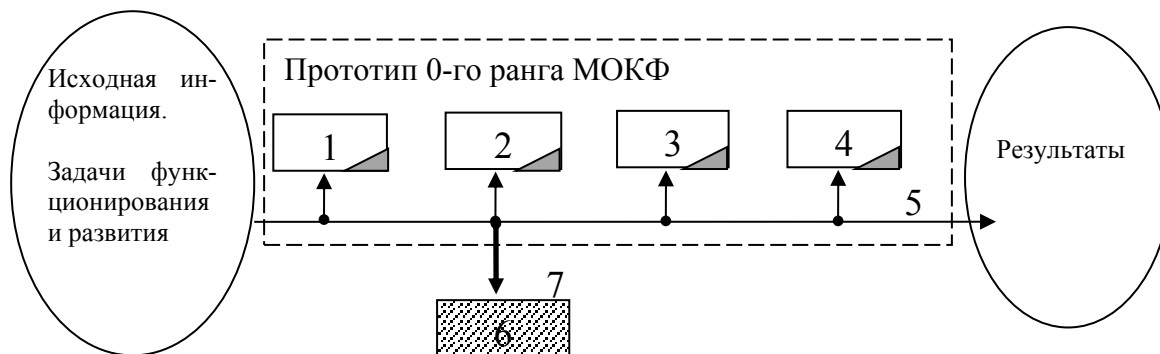 Прототип 0-го ранга МОКФ
Исходная ин-
формация.
Задачи функ-
ционирования
и развития
1
2
3
4
Результаты
5
7
6